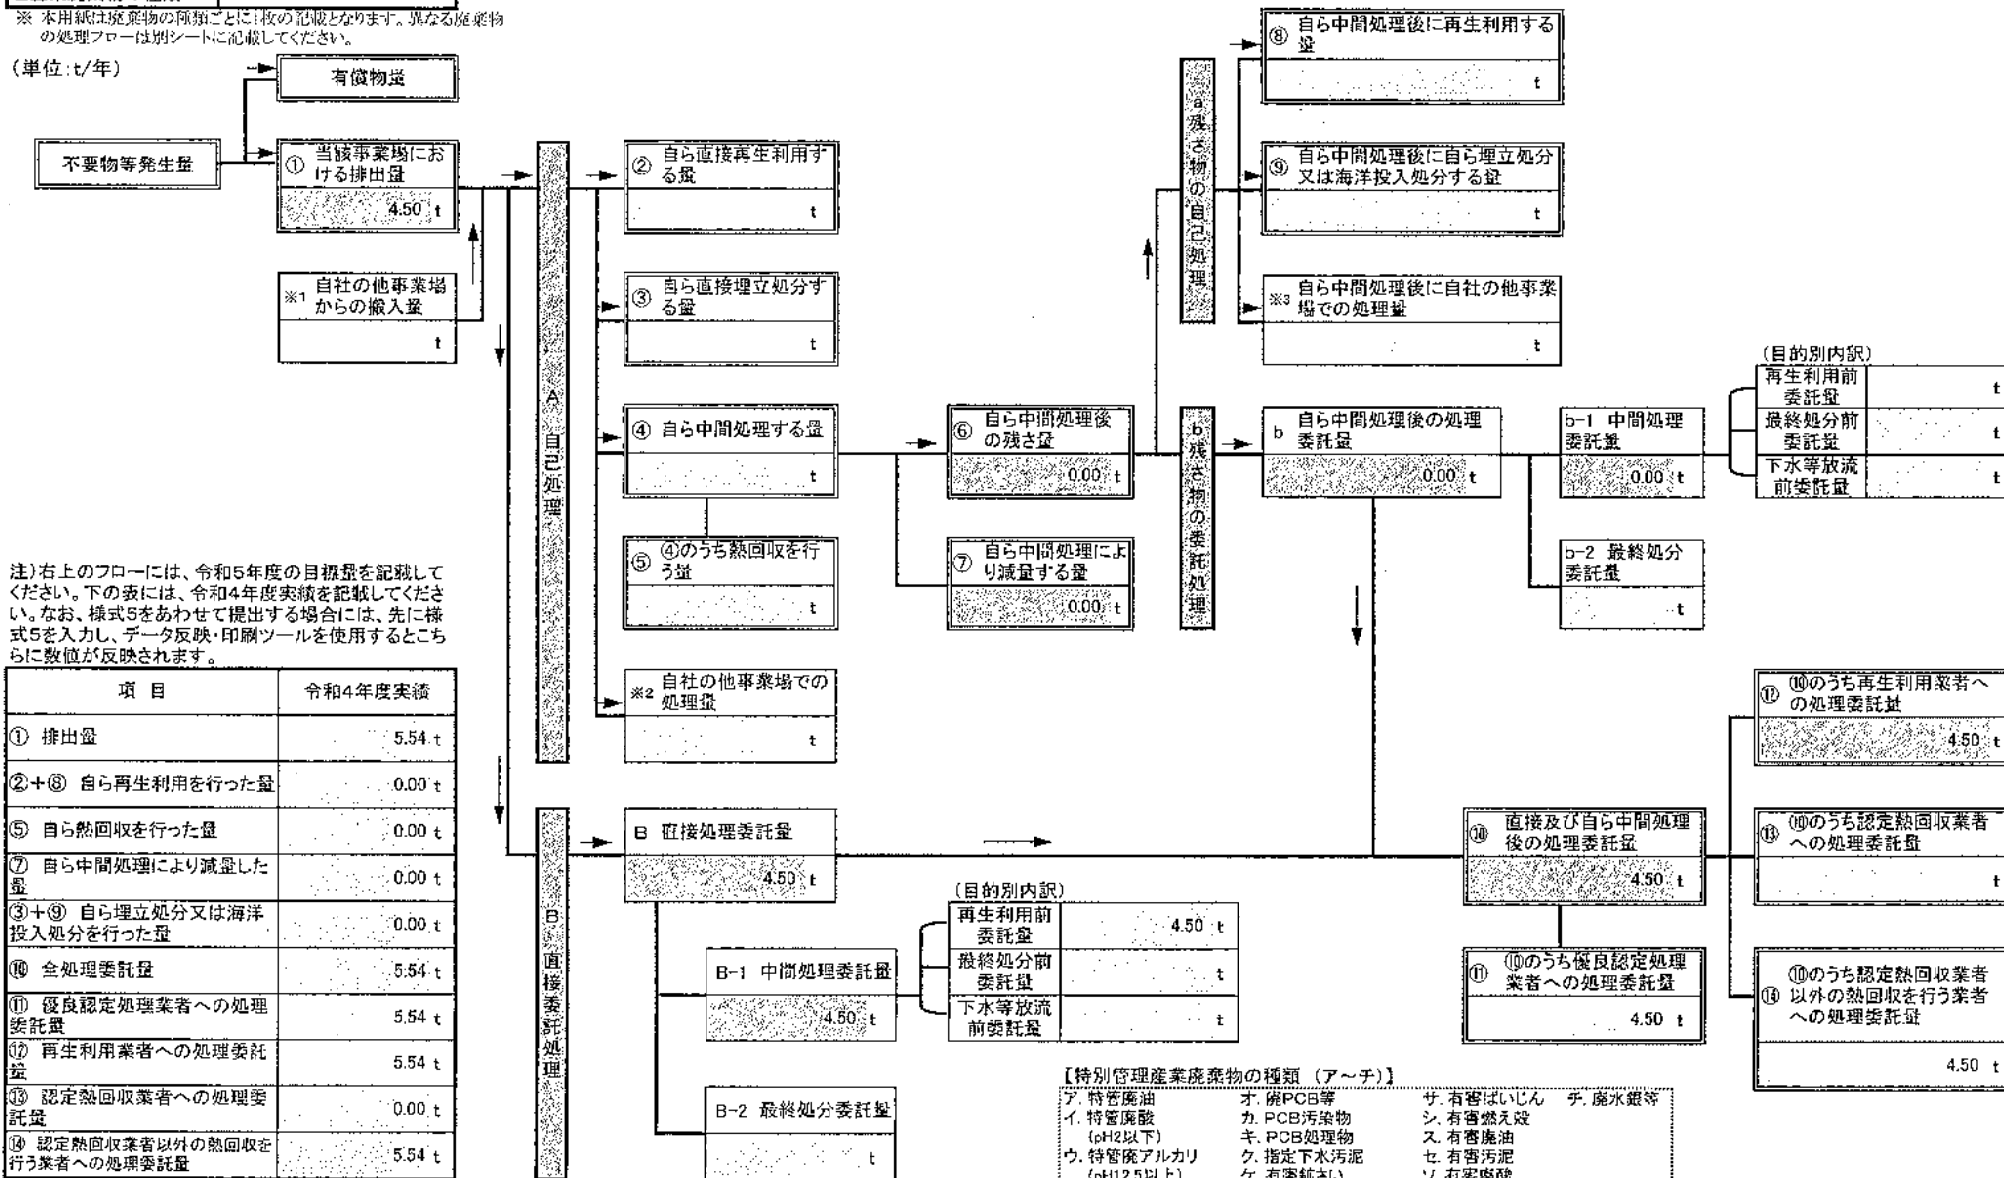 ※ 本用紙は廃棄物の種類ごとに1枚の記載となります。異なる廃棄物
の処理フローは別シートに記載してください。
(単位:t/年)
有償物量
不要物等発生量
① 当該事業場にお
ける排出量
4.50 t
※1 自社の他事業場
からの搬入量
t
A 自己処理
② 自ら直接再生利用す
る量
t
③ 自ら直接埋立処分す
る量
t
④ 自ら中間処理する量
t
⑤ ④のうち熱回収を行
う量
t
※2 自社の他事業場での
処理量
t
⑥ 自ら中間処理後
の残さ量
0.00 t
⑦ 自ら中間処理によ
り減量する量
0.00 t
a 残さ物の自己処理
⑧ 自ら中間処理後に再生利用する
量
t
⑨ 自ら中間処理後に自ら埋立処分
又は海洋投入処分する量
t
※3 自ら中間処理後に自社の他事業
場での処理量
t
b 残さ物の委託処理
b 自ら中間処理後の処理
委託量
0.00 t
b-1 中間処理
委託量
0.00 t
(目的別内訳)
再生利用前
委託量
t
最終処分前
委託量
t
下水等放流
前委託量
t
b-2 最終処分
委託量
t
注)右上のフローには、令和5年度の目標量を記載して
ください。下の表には、令和4年度実績を記載してくださ
い。なお、様式5をあわせて提出する場合には、先に様
式5を入力し、データ反映・印刷ツールを使用するとこち
らに数値が反映されます。
項 目 令和4年度実績
① 排出量 5.54 t
②+⑧ 自ら再生利用を行った量 0.00 t
⑤ 自ら熱回収を行った量 0.00 t
⑦ 自ら中間処理により減量した
量 0.00 t
③+⑨ 自ら埋立処分又は海洋
投入処分を行った量 0.00 t
⑩ 全処理委託量 5.54 t
⑪ 優良認定処理業者への処理
委託量 5.54 t
⑫ 再生利用業者への処理委託
量 5.54 t
⑬ 認定熱回収業者への処理委
託量 0.00 t
⑭ 認定熱回収業者以外の熱回収を
行う業者への処理委託量 5.54 t
B 直接委託処理
B 直接処理委託量
4.50 t
B-1 中間処理委託量
4.50 t
(目的別内訳)
再生利用前
委託量
4.50 t
最終処分前
委託量
t
下水等放流
前委託量
t
B-2 最終処分委託量
t
⑩ 直接及び自ら中間処理
後の処理委託量
4.50 t
⑪ ⑩のうち優良認定処理
業者への処理委託量
4.50 t
⑫ ⑩のうち再生利用業者へ
の処理委託量
4.50 t
⑬ ⑩のうち認定熱回収業者
への処理委託量
t
⑭ ⑩のうち認定熱回収業者
以外の熱回収を行う業者
への処理委託量
4.50 t
【特別管理産業廃棄物の種類 (ア~チ)】
ア. 特管廃油 オ. 廃PCB等 サ. 有害ばいじん チ. 廃水銀等
イ. 特管廃酸 カ. PCB汚染物 シ. 有害燃え殻
(pH2以下) キ. PCB処理物 ス. 有害廃油
ウ. 特管廃アルカリ ク. 指定下水汚泥 セ. 有害汚泥
(pH12.5以上) ケ. 有害鉱さい ソ. 有害廃酸